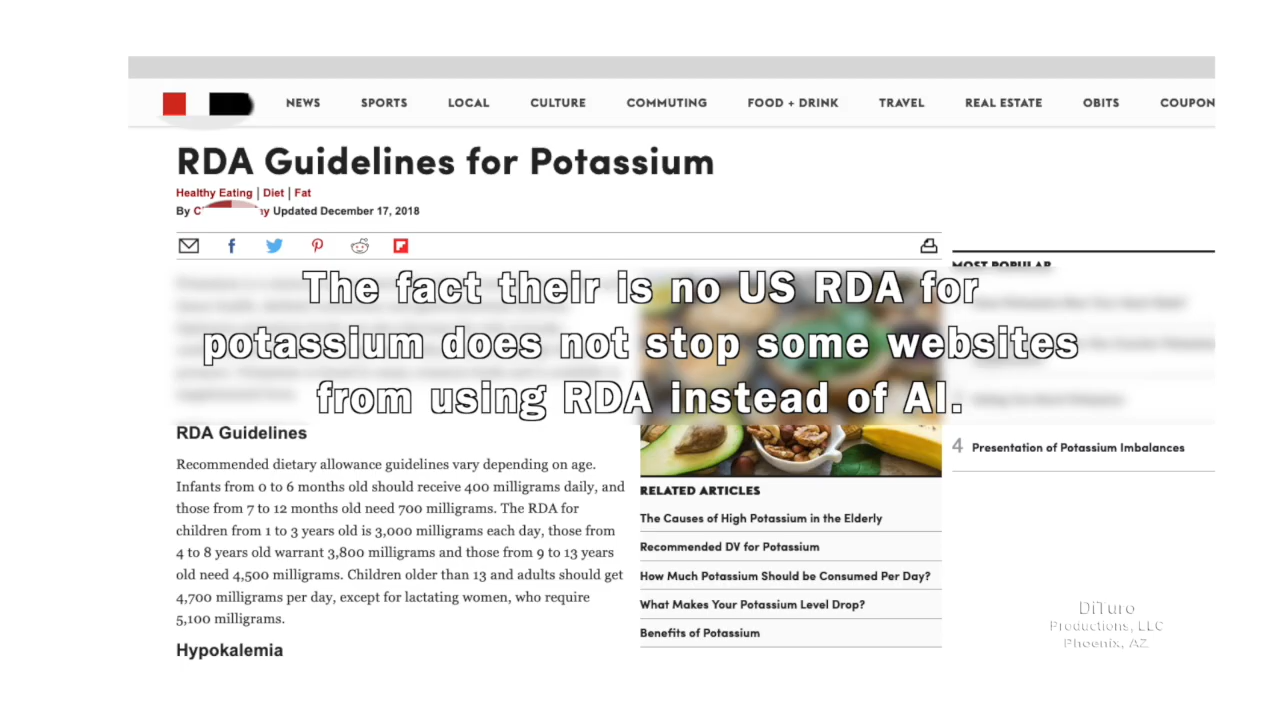 NEWS SPORTS LOCAL CULTURE COMMUTING FOOD + DRINK TRAVEL REAL ESTATE OBITS COUPON
RDA Guidelines for Potassium
Healthy Eating | Diet | Fat
By C ny Updated December 17, 2018
MOST POPULAR
The fact their is no US RDA for
potassium does not stop some websites
from using RDA instead of AI.
RDA Guidelines
Recommended dietary allowance guidelines vary depending on age.
Infants from 0 to 6 months old should receive 400 milligrams daily, and
those from 7 to 12 months old need 700 milligrams. The RDA for
children from 1 to 3 years old is 3,000 milligrams each day, those from
4 to 8 years old warrant 3,800 milligrams and those from 9 to 13 years
old need 4,500 milligrams. Children older than 13 and adults should get
4,700 milligrams per day, except for lactating women, who require
5,100 milligrams.
Hypokalemia
RELATED ARTICLES
The Causes of High Potassium in the Elderly
Recommended DV for Potassium
How Much Potassium Should be Consumed Per Day?
What Makes Your Potassium Level Drop?
Benefits of Potassium
4 Presentation of Potassium Imbalances
DiTuro
Productions, LLC
Phoenix, AZ